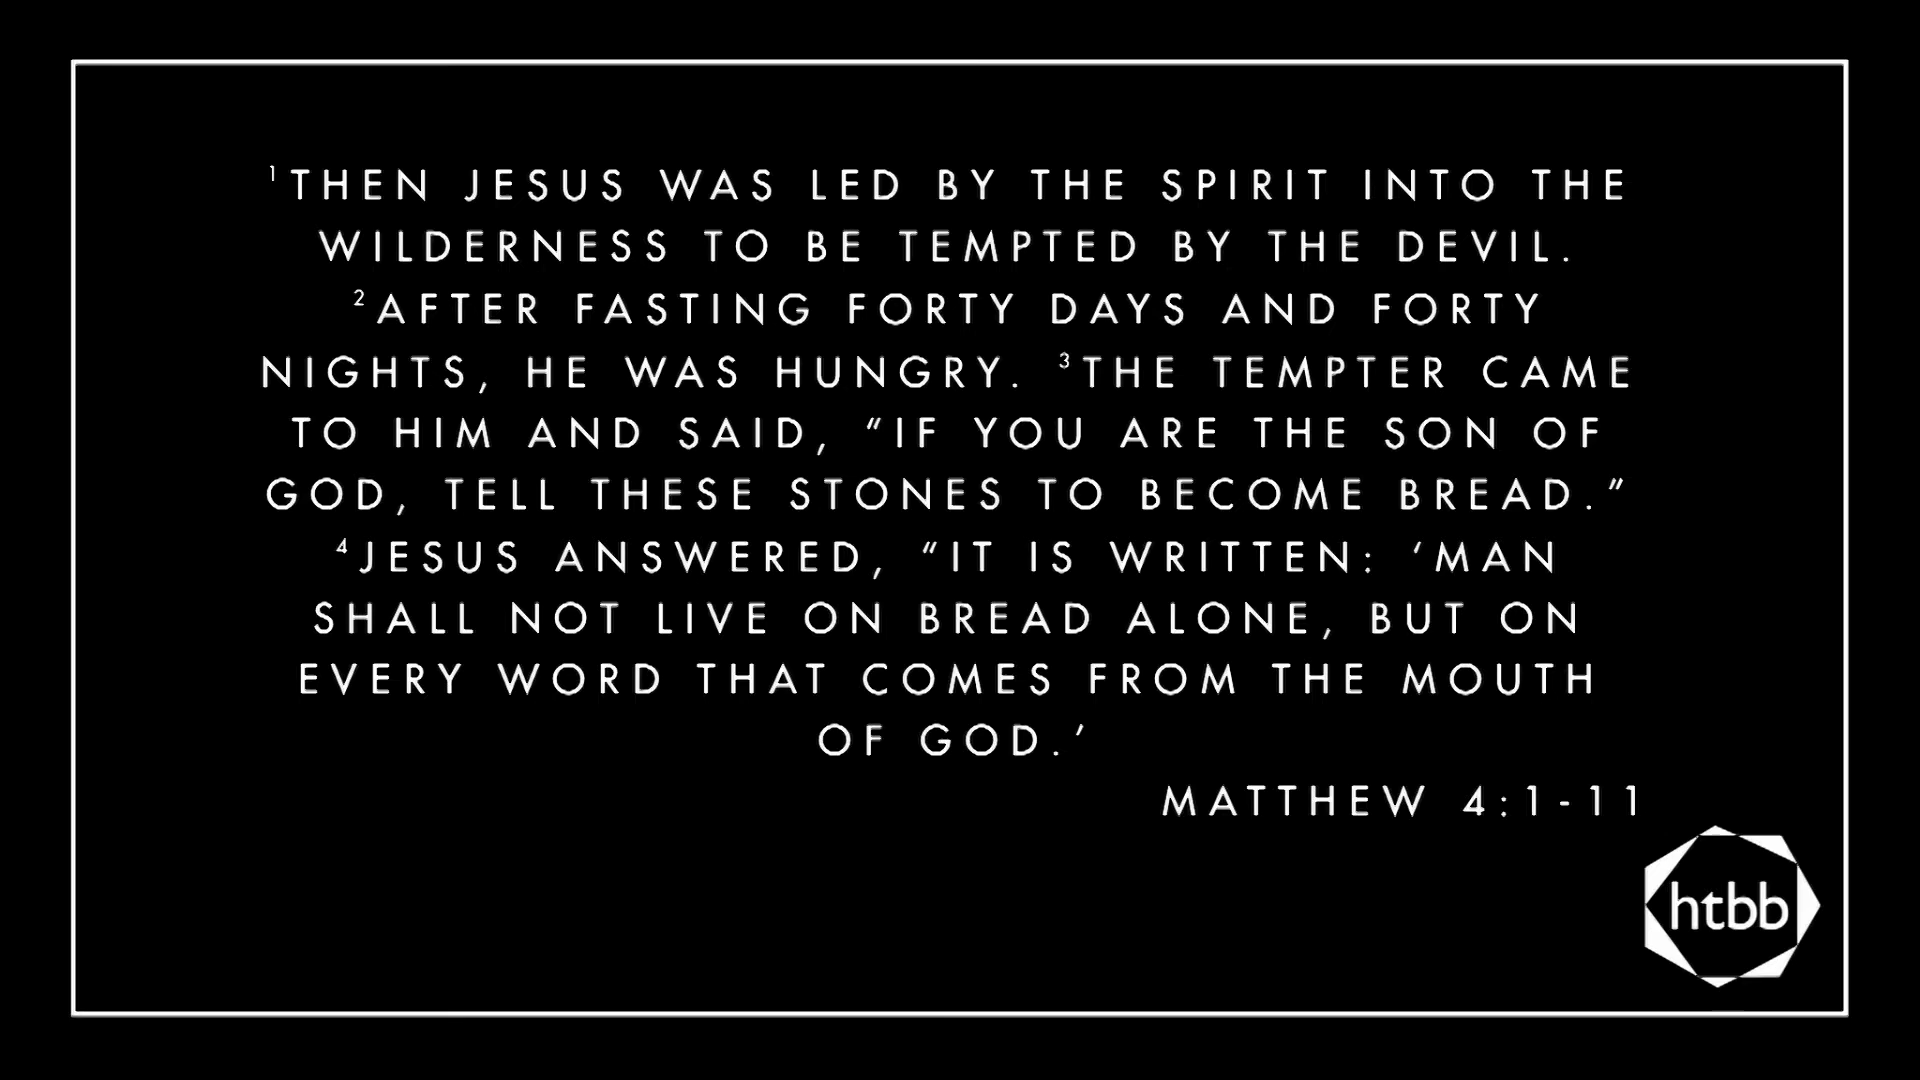 ¹THEN JESUS WAS LED BY THE SPIRIT INTO THE
WILDERNESS TO BE TEMPTED BY THE DEVIL.
²AFTER FASTING FORTY DAYS AND FORTY
NIGHTS, HE WAS HUNGRY. ³THE TEMPTER CAME
TO HIM AND SAID, “IF YOU ARE THE SON OF
GOD, TELL THESE STONES TO BECOME BREAD.”
⁴JESUS ANSWERED, “IT IS WRITTEN: ‘MAN
SHALL NOT LIVE ON BREAD ALONE, BUT ON
EVERY WORD THAT COMES FROM THE MOUTH
OF GOD.’
MATTHEW 4:1-11
htbb